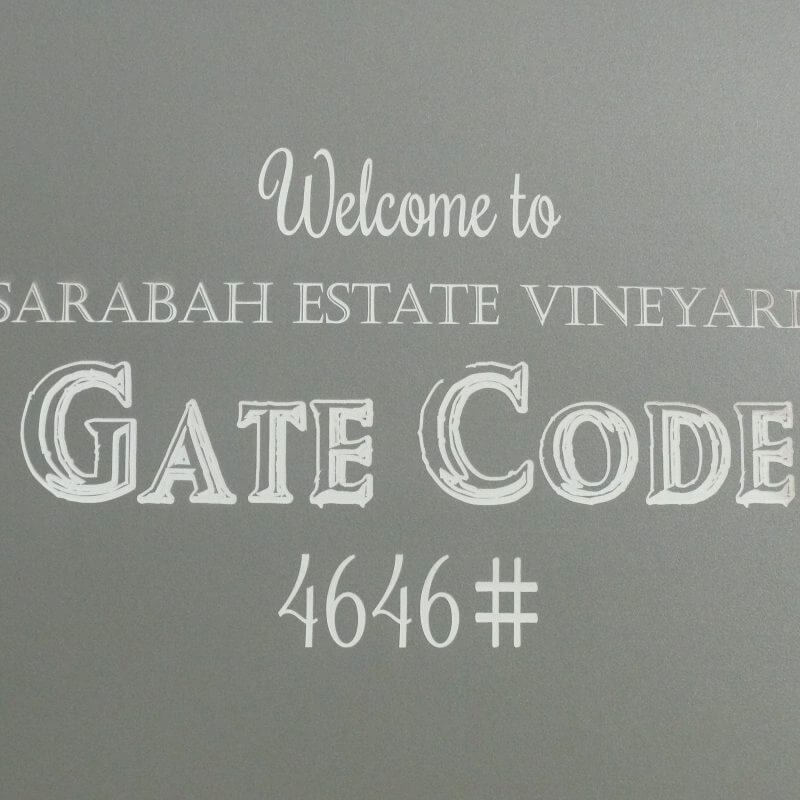 Welcome to
SARABAH ESTATE VINEYARD
GATE CODE
4646#